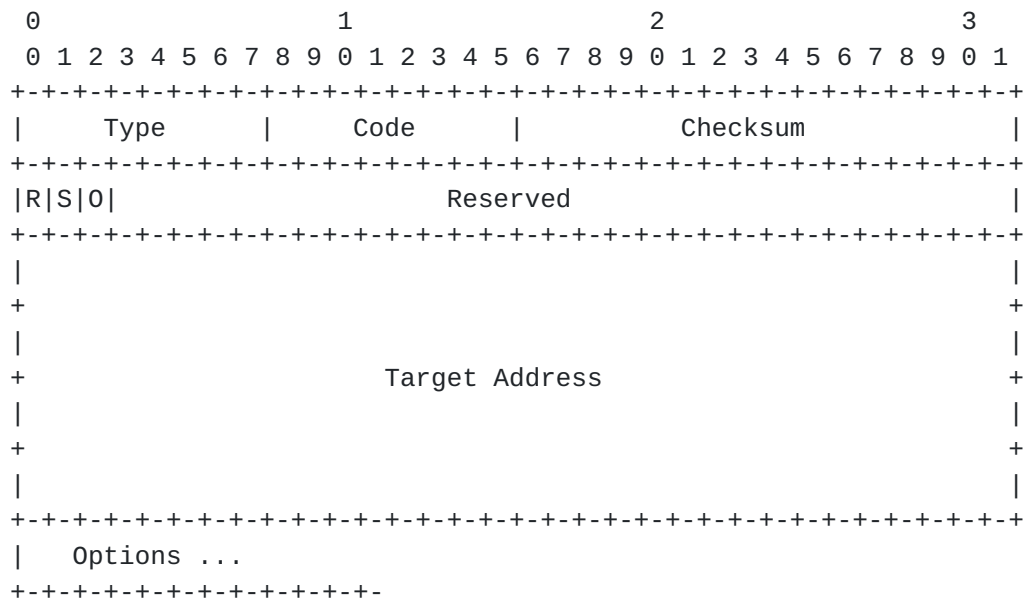 0                   1                   2                   3
 0 1 2 3 4 5 6 7 8 9 0 1 2 3 4 5 6 7 8 9 0 1 2 3 4 5 6 7 8 9 0 1
+-+-+-+-+-+-+-+-+-+-+-+-+-+-+-+-+-+-+-+-+-+-+-+-+-+-+-+-+-+-+-+-+
|     Type      |     Code      |          Checksum             |
+-+-+-+-+-+-+-+-+-+-+-+-+-+-+-+-+-+-+-+-+-+-+-+-+-+-+-+-+-+-+-+-+
|R|S|O|                     Reserved                            |
+-+-+-+-+-+-+-+-+-+-+-+-+-+-+-+-+-+-+-+-+-+-+-+-+-+-+-+-+-+-+-+-+
|                                                               |
+                                                               +
|                                                               |
+                       Target Address                          +
|                                                               |
+                                                               +
|                                                               |
+-+-+-+-+-+-+-+-+-+-+-+-+-+-+-+-+-+-+-+-+-+-+-+-+-+-+-+-+-+-+-+-+
|   Options ...
+-+-+-+-+-+-+-+-+-+-+-+-